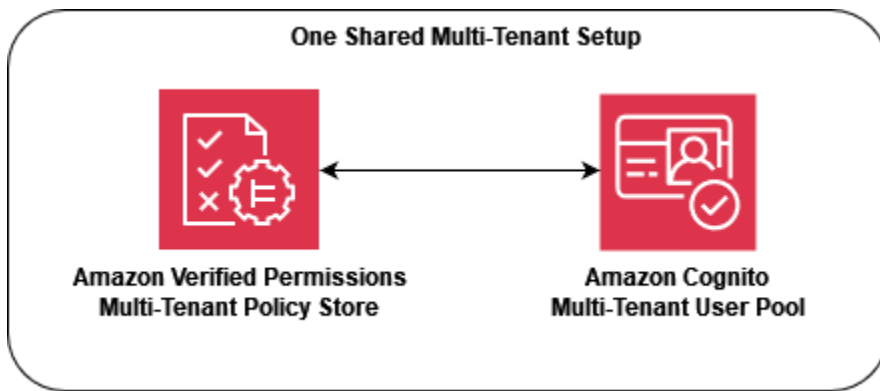 One Shared Multi-Tenant Setup
Amazon Verified Permissions
Multi-Tenant Policy Store
Amazon Cognito
Multi-Tenant User Pool